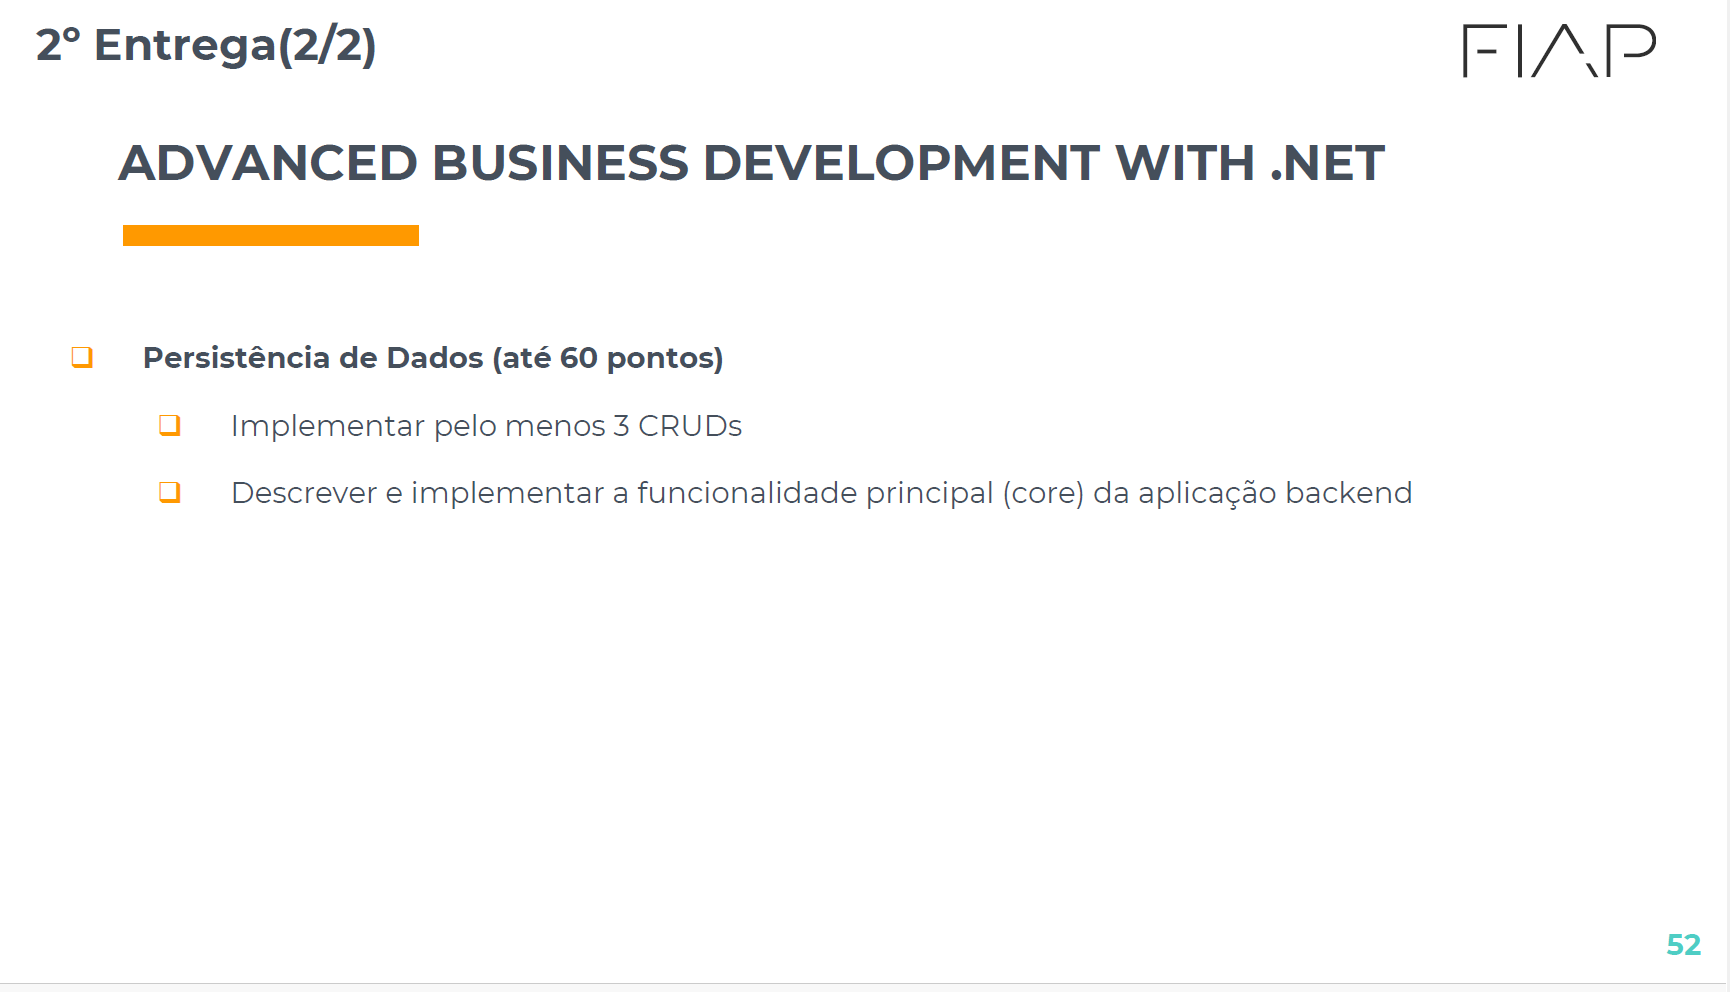 2º Entrega(2/2)
FIAP
ADVANCED BUSINESS DEVELOPMENT WITH .NET
Persistência de Dados (até 60 pontos)
Implementar pelo menos 3 CRUDs
Descrever e implementar a funcionalidade principal (core) da aplicação backend
52